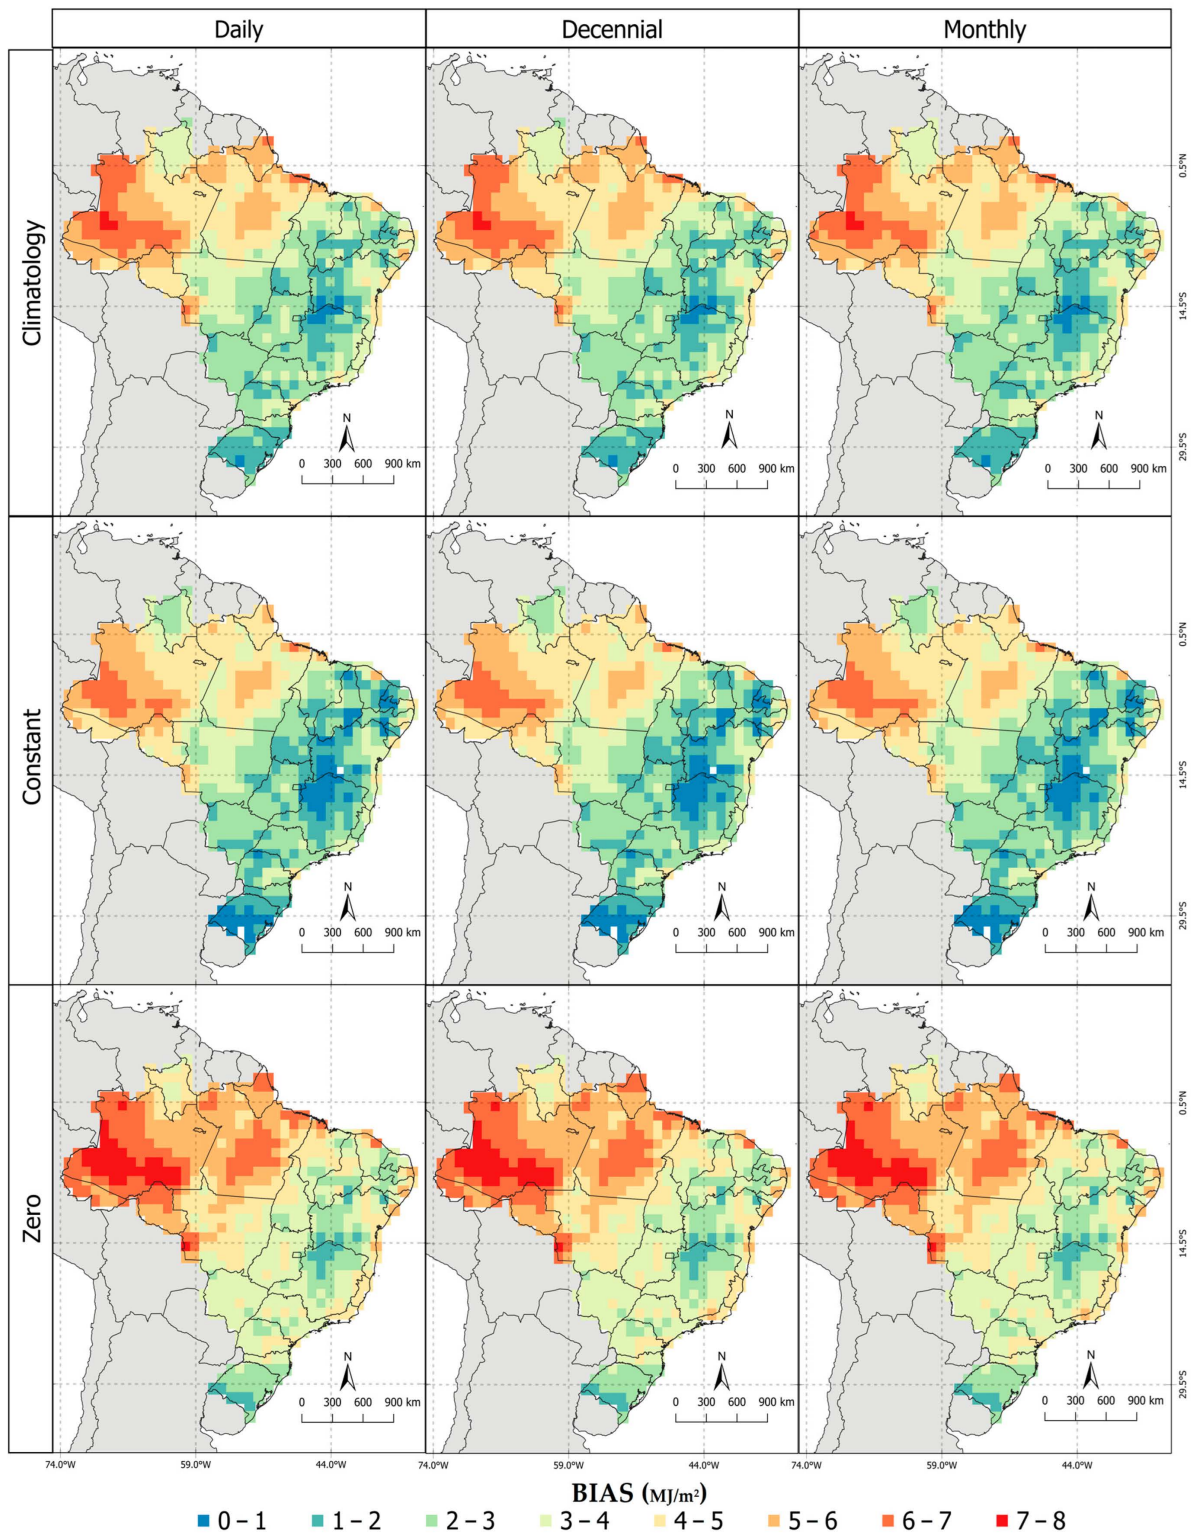 Daily Decennial Monthly
Climatology
0.5°N
14.5°S
N N N
29.5°S
0 300 600 900 km 0 300 600 900 km 0 300 600 900 km
Constant
0.5°N
14.5°S
N N N
29.5°S
0 300 600 900 km 0 300 600 900 km 0 300 600 900 km
Zero
0.5°N
14.5°S
N N N
29.5°S
0 300 600 900 km 0 300 600 900 km 0 300 600 900 km
74.0°W 59.0°W 44.0°W 74.0°W 59.0°W 44.0°W 74.0°W 59.0°W 44.0°W
BIAS (MJ/m²)
0 – 1 1 – 2 2 – 3 3 – 4 4 – 5 5 – 6 6 – 7 7 – 8